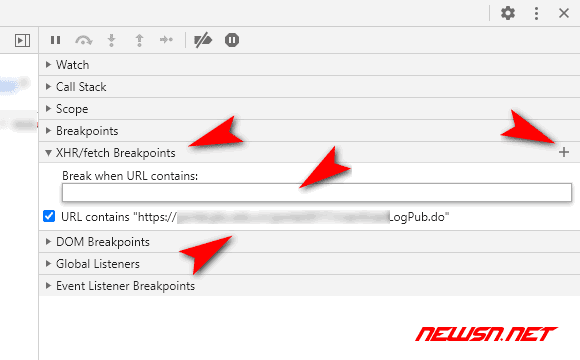 Watch
Call Stack
Scope
Breakpoints
XHR/fetch Breakpoints
Break when URL contains:
URL contains "https:// LogPub.do"
DOM Breakpoints
Global Listeners
Event Listener Breakpoints
NEWSN.NET